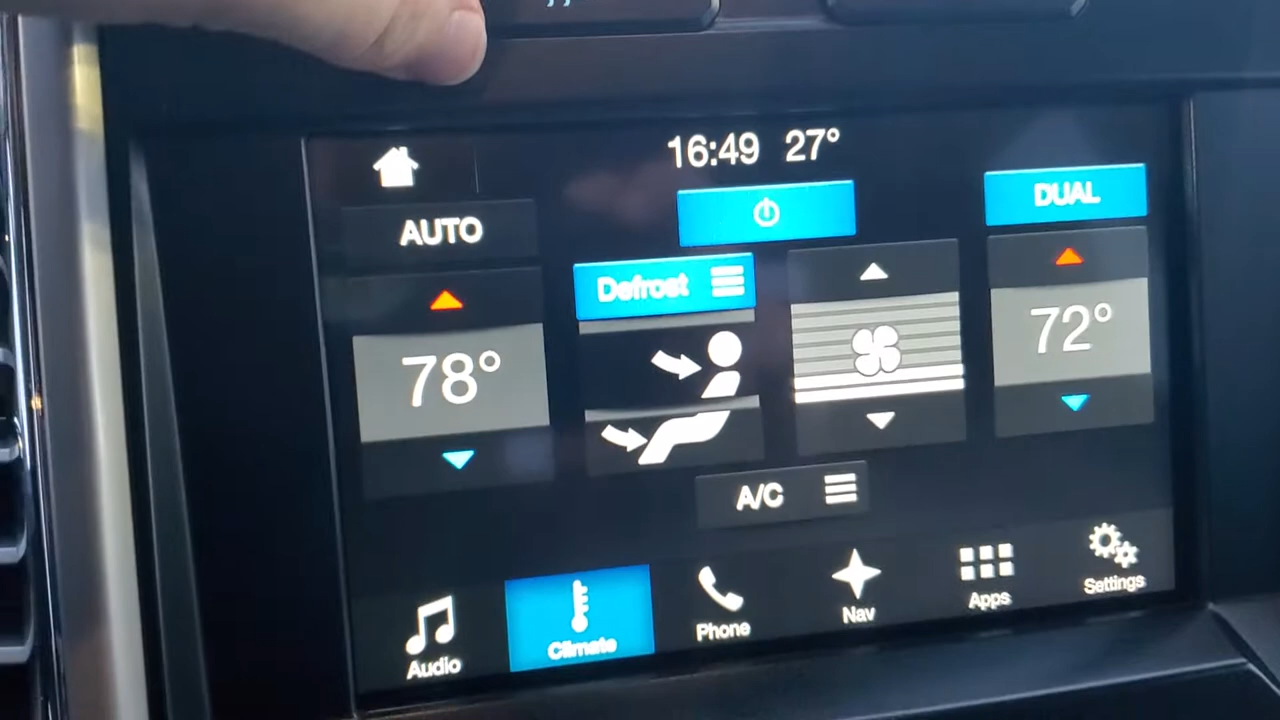 16:49 27°
AUTO
DUAL
Defrost
78°
72°
A/C
Audio
Climate
Phone
Nav
Apps
Settings